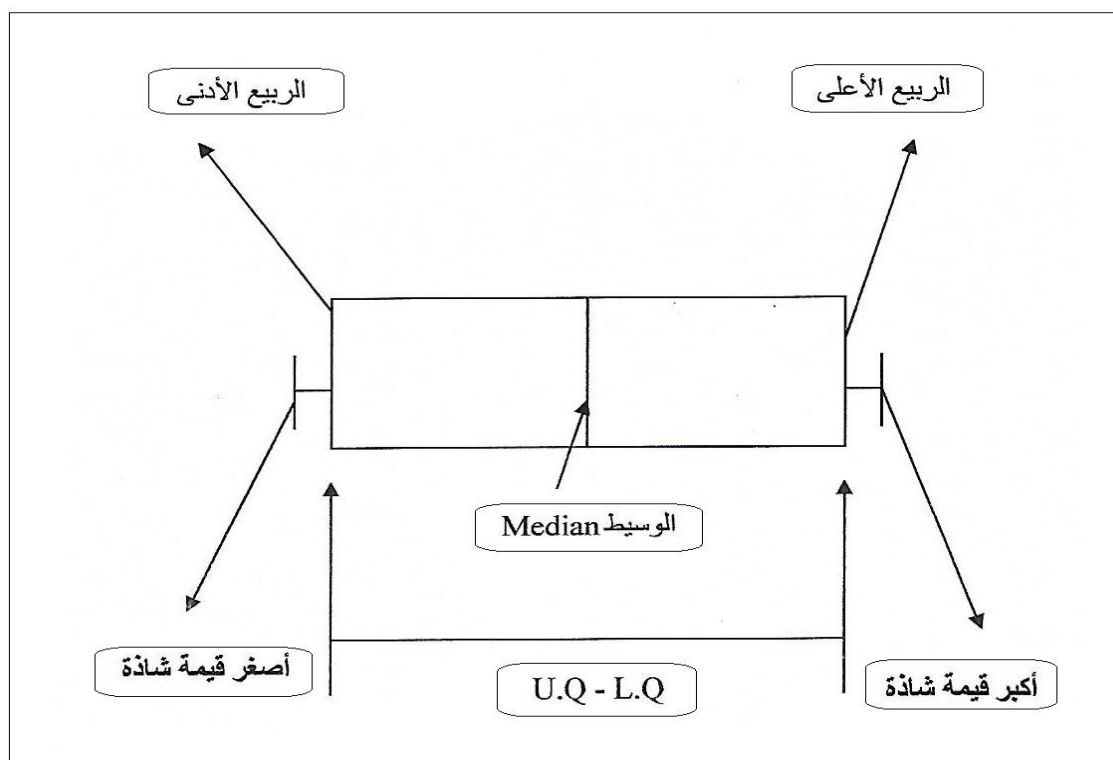 الربيع الأعلى
الربيع الأدنى
الوسيط Median
أصغر قيمة شاذة
U.Q - L.Q
أكبر قيمة شاذة